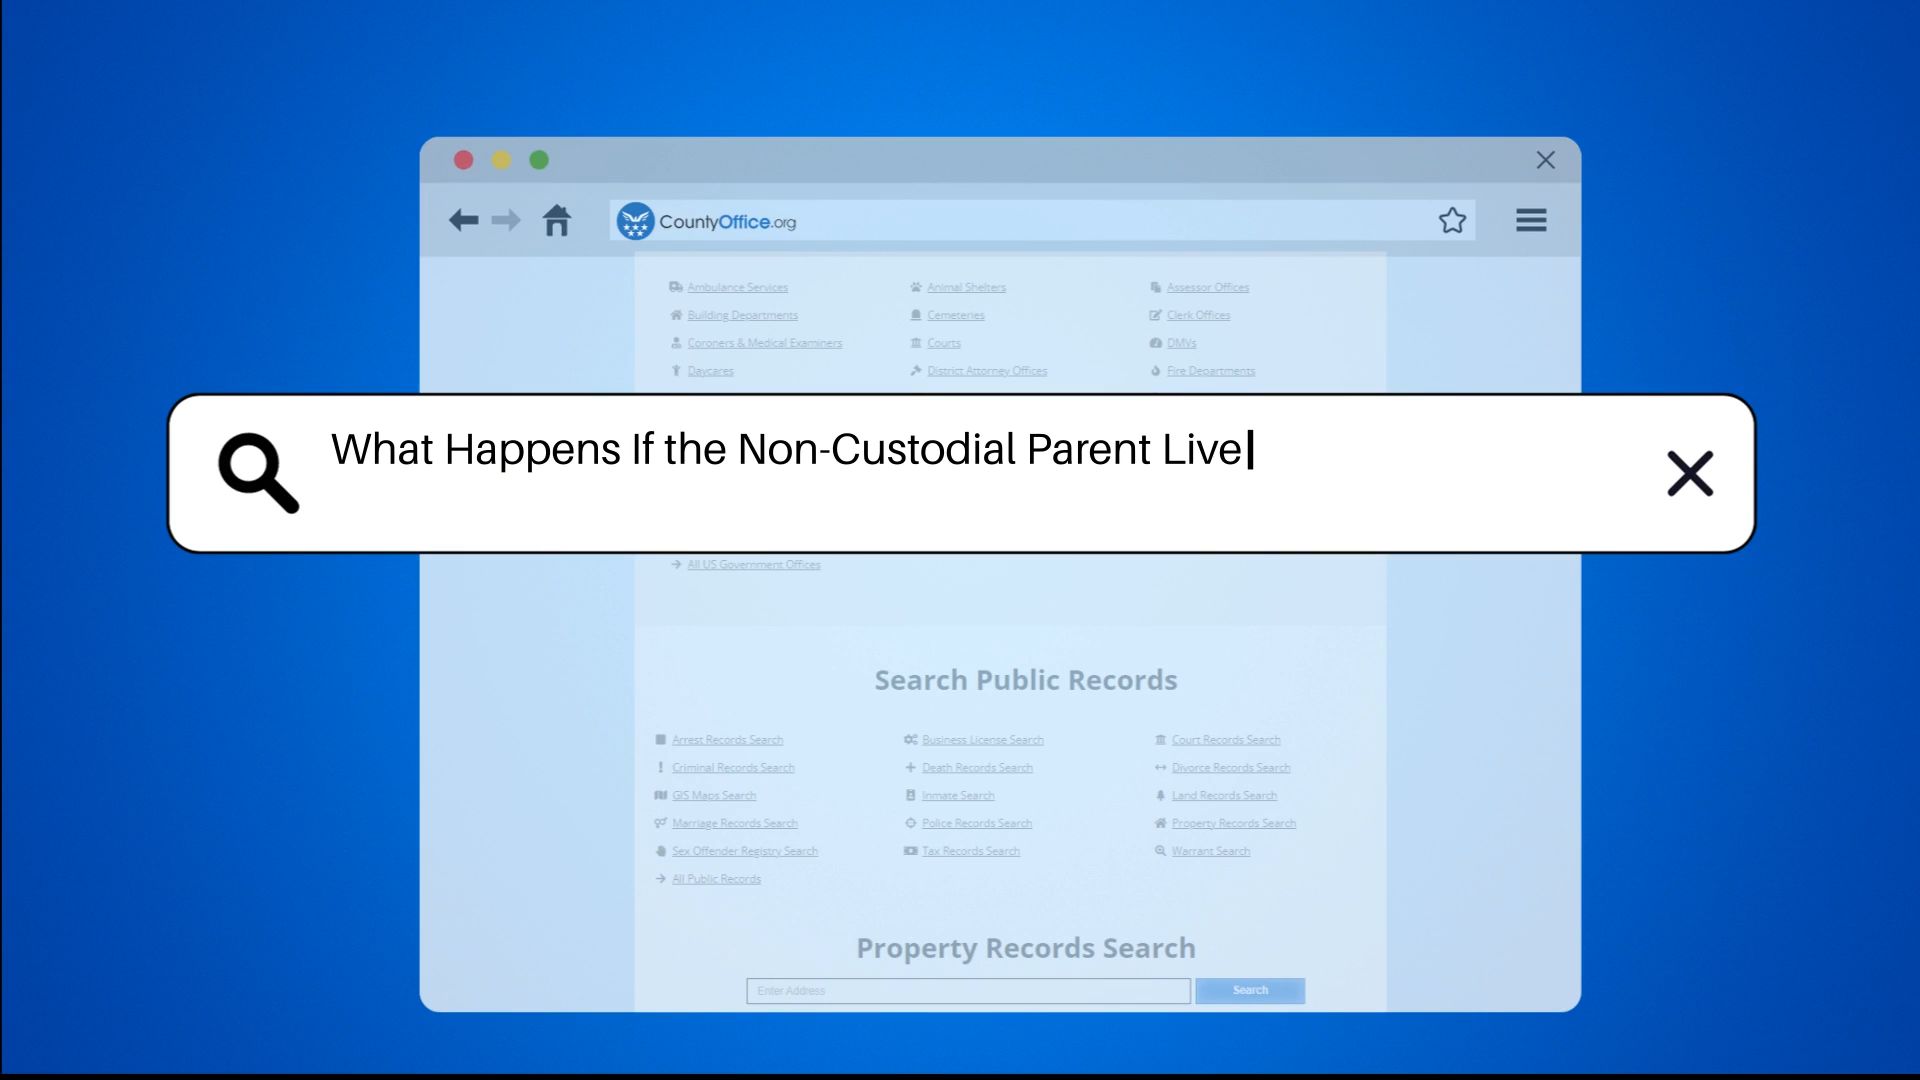 CountyOffice.org
Ambulance Services Animal Shelters Assessor Offices
Building Departments Cemeteries Clerk Offices
Coroners & Medical Examiners Courts DMVs
Daycares District Attorney Offices Fire Departments
What Happens If the Non-Custodial Parent Live
All US Government Offices
Search Public Records
Arrest Records Search Business License Search Court Records Search
Criminal Records Search Death Records Search Divorce Records Search
GIS Maps Search Inmate Search Land Records Search
Marriage Records Search Police Records Search Property Records Search
Sex Offender Registry Search Tax Records Search Warrant Search
All Public Records
Property Records Search
Enter Address Search